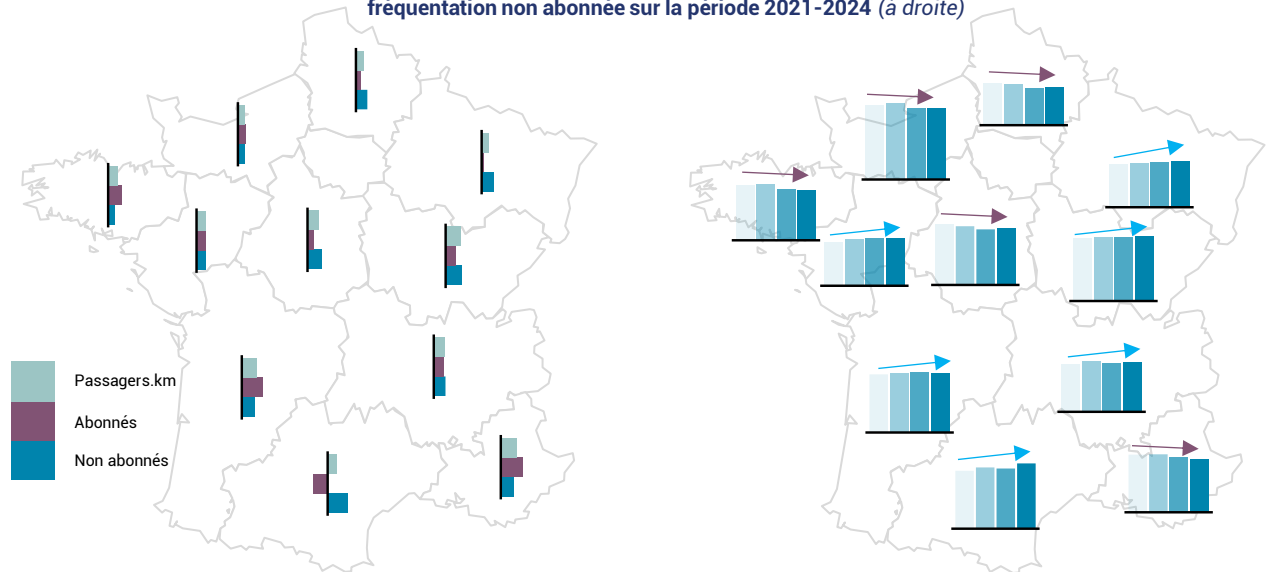 fréquentation non abonnée sur la période 2021-2024 (à droite)
Passagers.km
Abonnés
Non abonnés